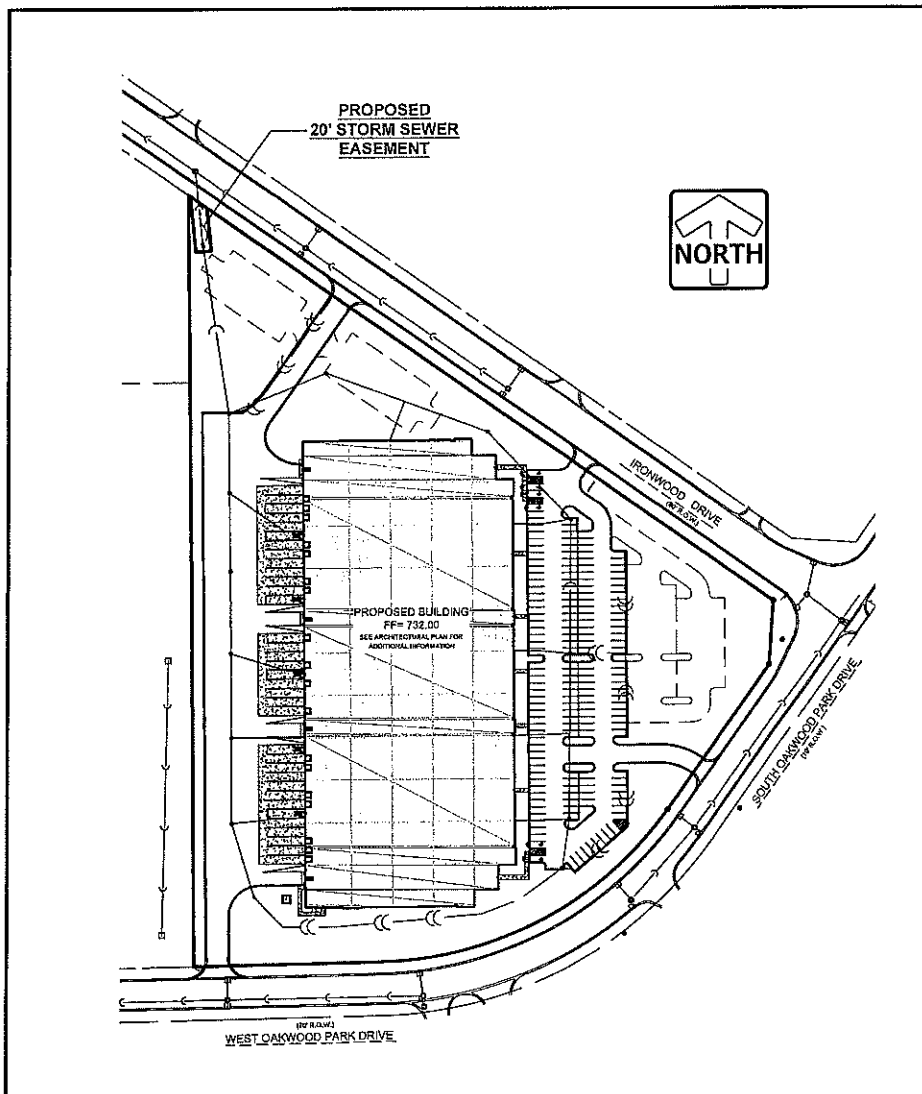 PROPOSED
20' STORM SEWER
EASEMENT
NORTH
IRONWOOD DRIVE
PROPOSED BUILDING
FF= 732.00
SEE ARCHITECTURAL PLAN FOR
ADDITIONAL INFORMATION
SOUTH OAKWOOD PARK DRIVE
WEST OAKWOOD PARK DRIVE